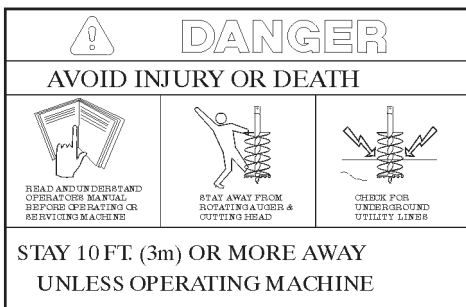 DANGER
AVOID INJURY OR DEATH
READ AND UNDERSTAND
OPERATOR'S MANUAL
BEFORE OPERATING OR
SERVICING MACHINE
STAY AWAY FROM
ROTATING AUGER &
CUTTING HEAD
CHECK FOR
UNDERGROUND
UTILITY LINES
STAY 10 FT. (3m) OR MORE AWAY
UNLESS OPERATING MACHINE